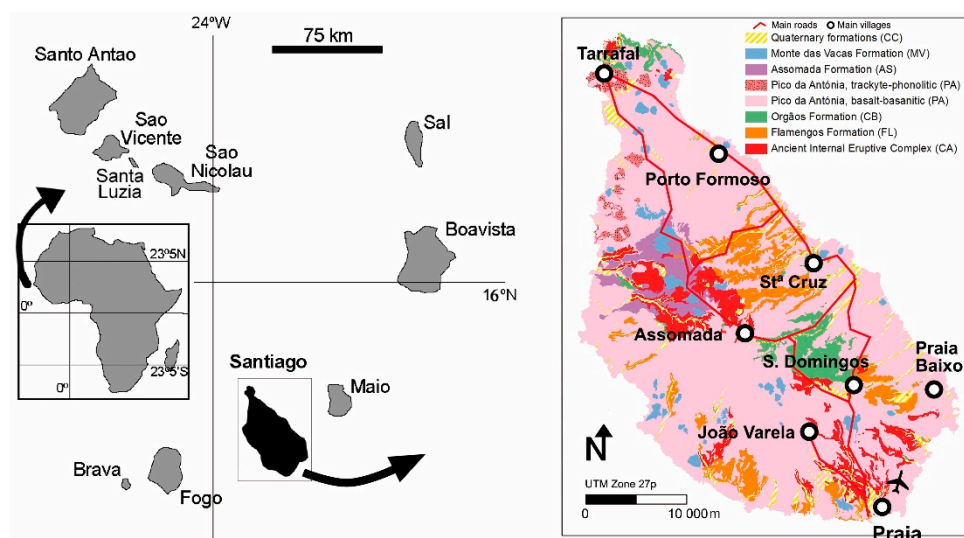 24ºW
75 km
Santo Antao
Sao
Vicente
Santa
Luzia
Sao
Nicolau
Sal
Boavista
16ºN
23º5N
0º
0º
23º5'S
Santiago
Maio
Brava
Fogo
Main roads
Main villages
Quaternary formations (CC)
Monte das Vacas Formation (MV)
Assomada Formation (AS)
Pico da Antónia, trackyte-phonolitic (PA)
Pico da Antónia, basalt-basanitic (PA)
Orgãos Formation (CB)
Flamengos Formation (FL)
Ancient Internal Eruptive Complex (CA)
Tarrafal
Porto Formoso
Stª Cruz
Assomada
S. Domingos
Praia
Baixo
João Varela
N
UTM Zone 27p
0
10 000 m
Praia